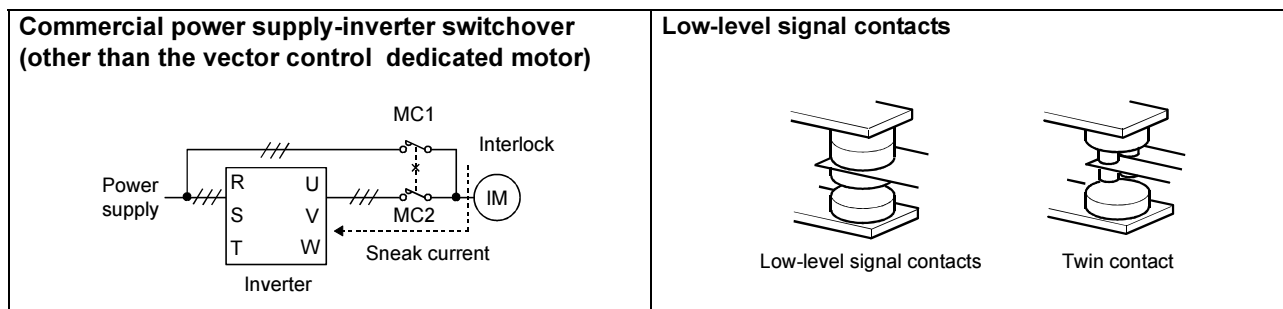 Commercial power supply-inverter switchover
(other than the vector control dedicated motor)
MC1
Interlock
Power
supply
R
U
IM
S
V
MC2
T
W
Sneak current
Inverter
Low-level signal contacts
Low-level signal contacts
Twin contact